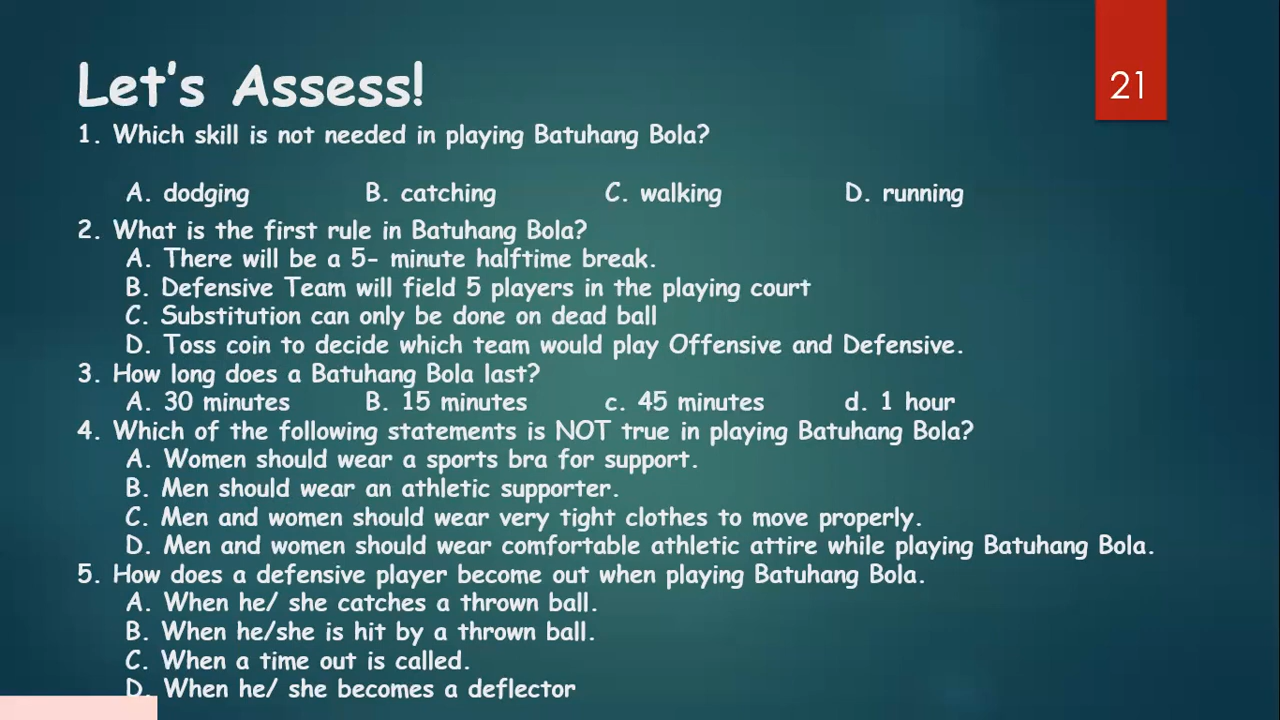 21
Let's Assess!
1. Which skill is not needed in playing Batuhang Bola?
A. dodging B. catching C. walking D. running
2. What is the first rule in Batuhang Bola?
A. There will be a 5- minute halftime break.
B. Defensive Team will field 5 players in the playing court
C. Substitution can only be done on dead ball
D. Toss coin to decide which team would play Offensive and Defensive.
3. How long does a Batuhang Bola last?
A. 30 minutes B. 15 minutes c. 45 minutes d. 1 hour
4. Which of the following statements is NOT true in playing Batuhang Bola?
A. Women should wear a sports bra for support.
B. Men should wear an athletic supporter.
C. Men and women should wear very tight clothes to move properly.
D. Men and women should wear comfortable athletic attire while playing Batuhang Bola.
5. How does a defensive player become out when playing Batuhang Bola.
A. When he/ she catches a thrown ball.
B. When he/she is hit by a thrown ball.
C. When a time out is called.
D. When he/ she becomes a deflector